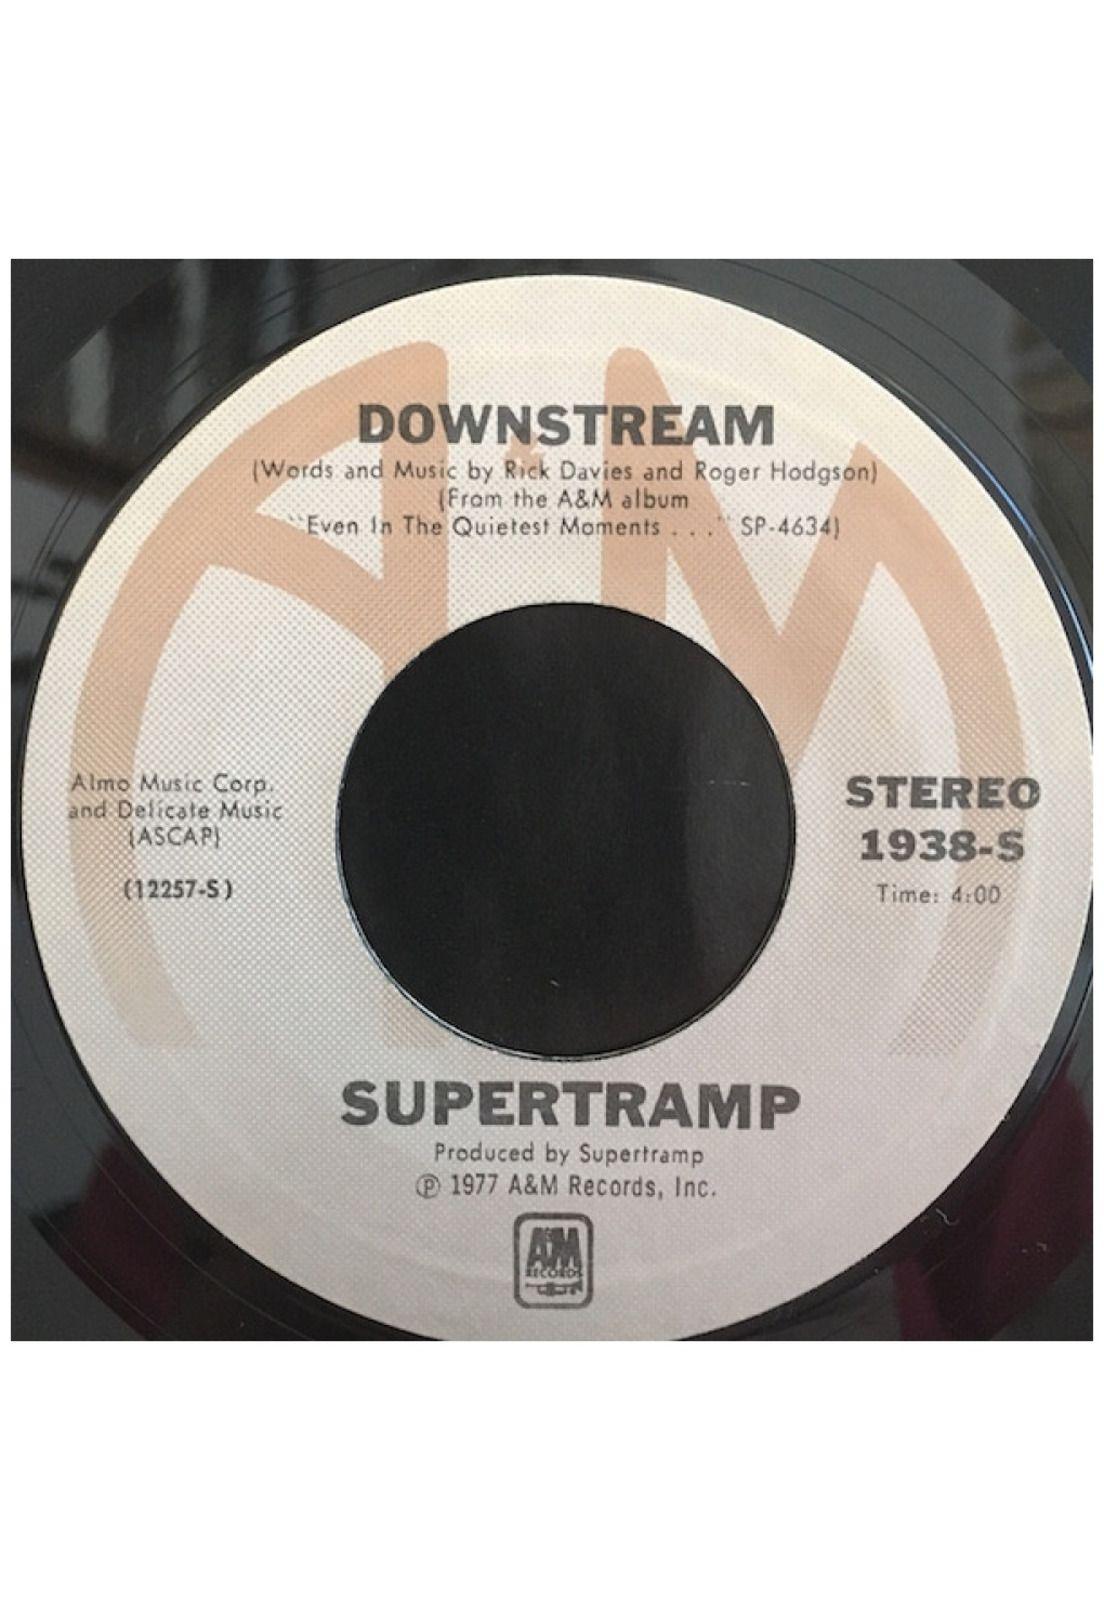 DOWNSTREAM
(Words and Music by Rick Davies and Roger Hodgson)
(From the A&M album
"Even In The Quietest Moments . . ." SP-4634)
Almo Music Corp.
and Delicate Music
(ASCAP)
(12257-S)
STEREO
1938-S
Time: 4:00
SUPERTRAMP
Produced by Supertramp
℗ 1977 A&M Records, Inc.
A&M
RECORDS